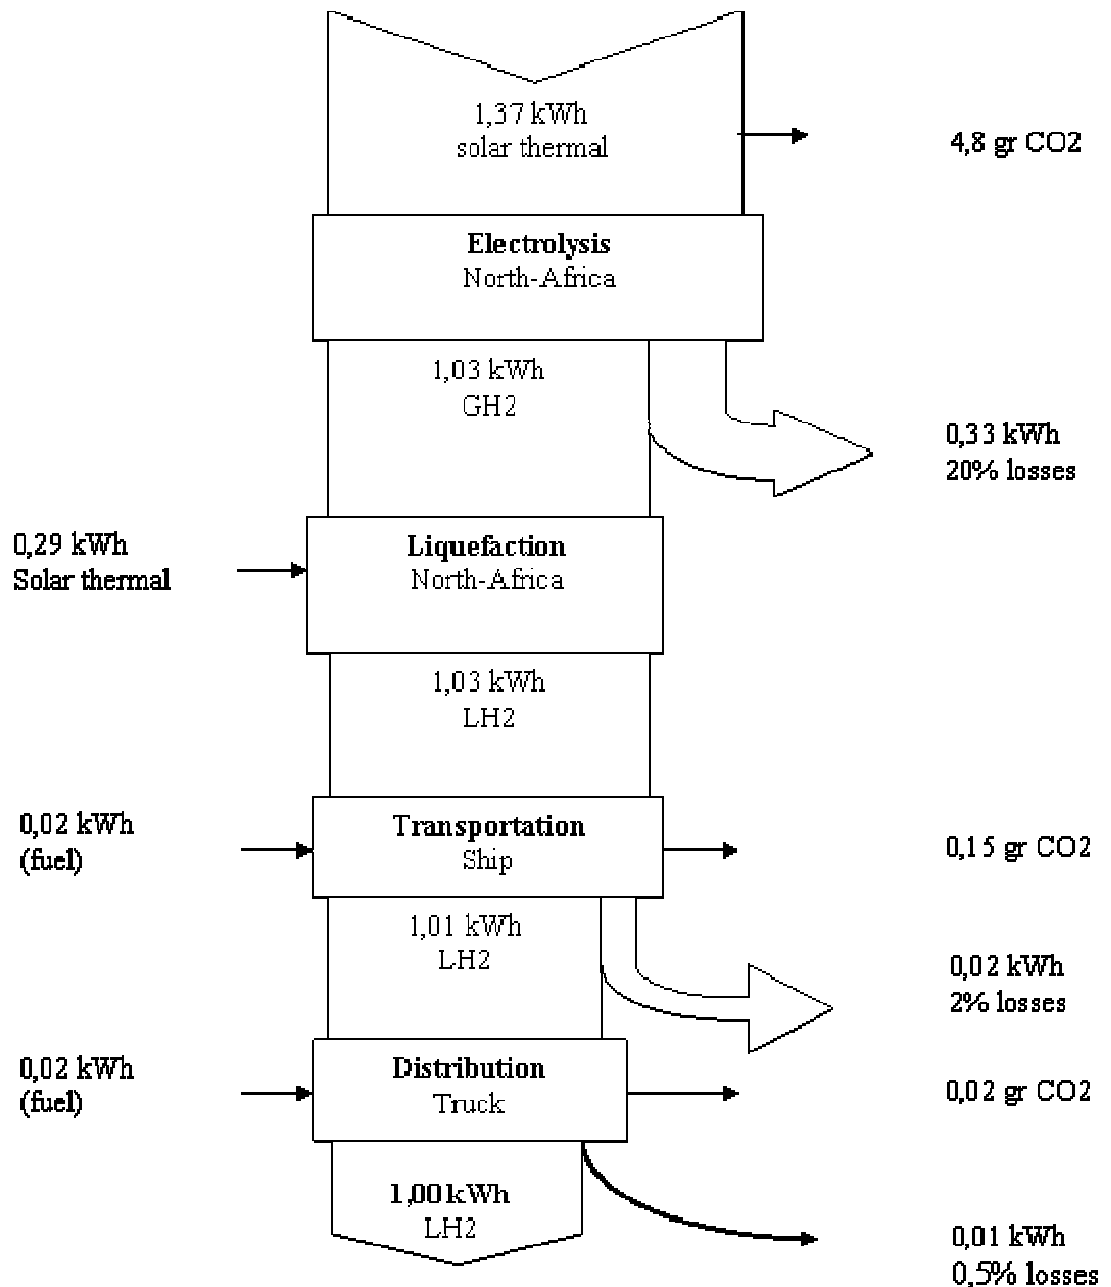 1,37 kWh
solar thermal
4,8 gr CO2
Electrolysis
North-Africa
1,03 kWh
GH2
0,33 kWh
20% losses
0,29 kWh
Solar thermal
Liquefaction
North-Africa
1,03 kWh
LH2
0,02 kWh
(fuel)
Transportation
Ship
0,15 gr CO2
1,01 kWh
LH2
0,02 kWh
2% losses
0,02 kWh
(fuel)
Distribution
Truck
0,02 gr CO2
1,00 kWh
LH2
0,01 kWh
0,5% losses